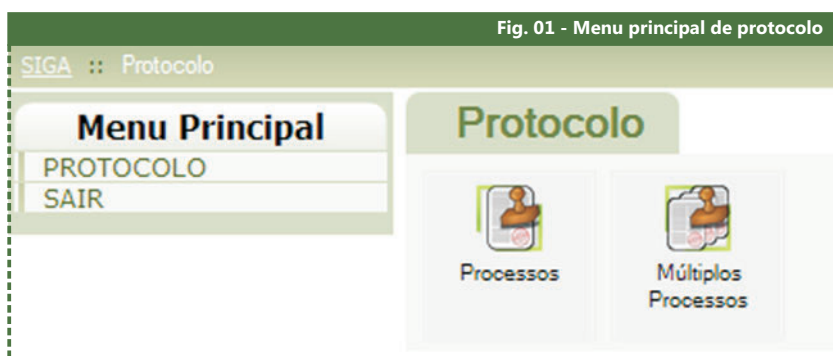 Fig. 01 - Menu principal de protocolo
SIGA :: Protocolo
Menu Principal
PROTOCOLO
SAIR
Protocolo
Processos
Múltiplos
Processos